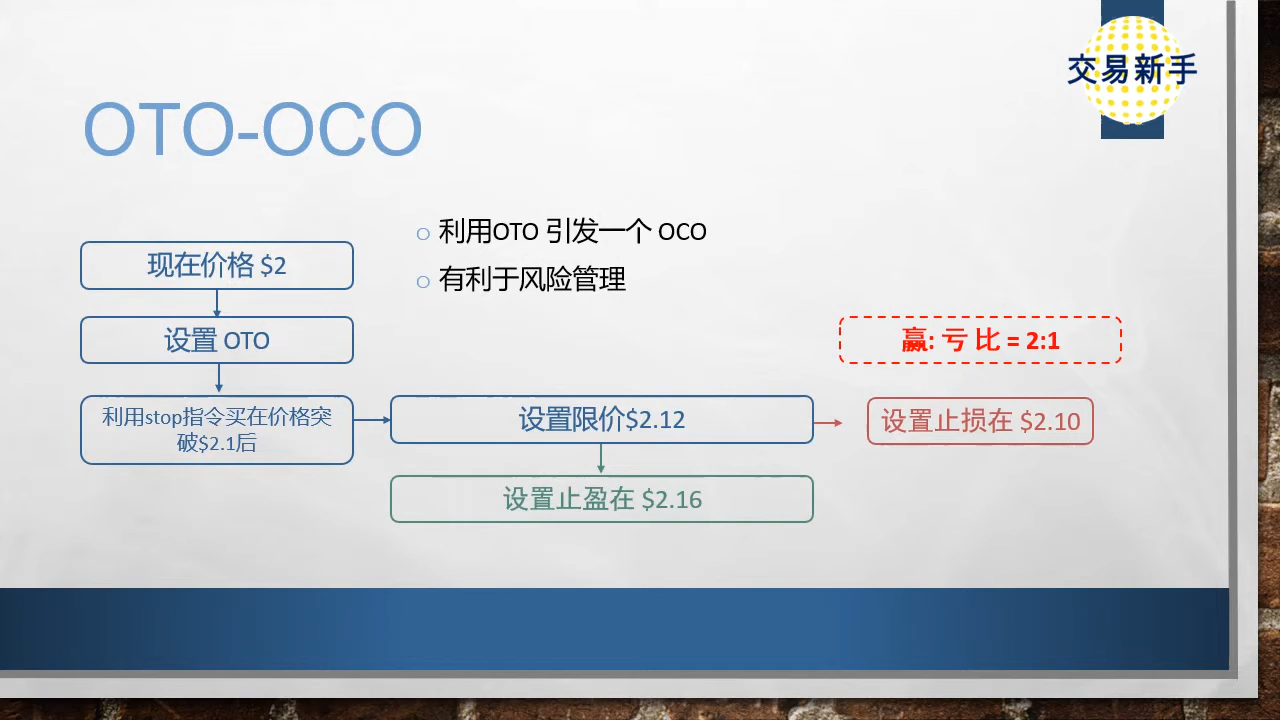 交易新手
OTO-OCO
利用OTO 引发一个 OCO
有利于风险管理
现在价格 $2
设置 OTO
赢: 亏 比 = 2:1
利用stop指令买在价格突
破$2.1后
设置限价$2.12
设置止损在 $2.10
设置止盈在 $2.16